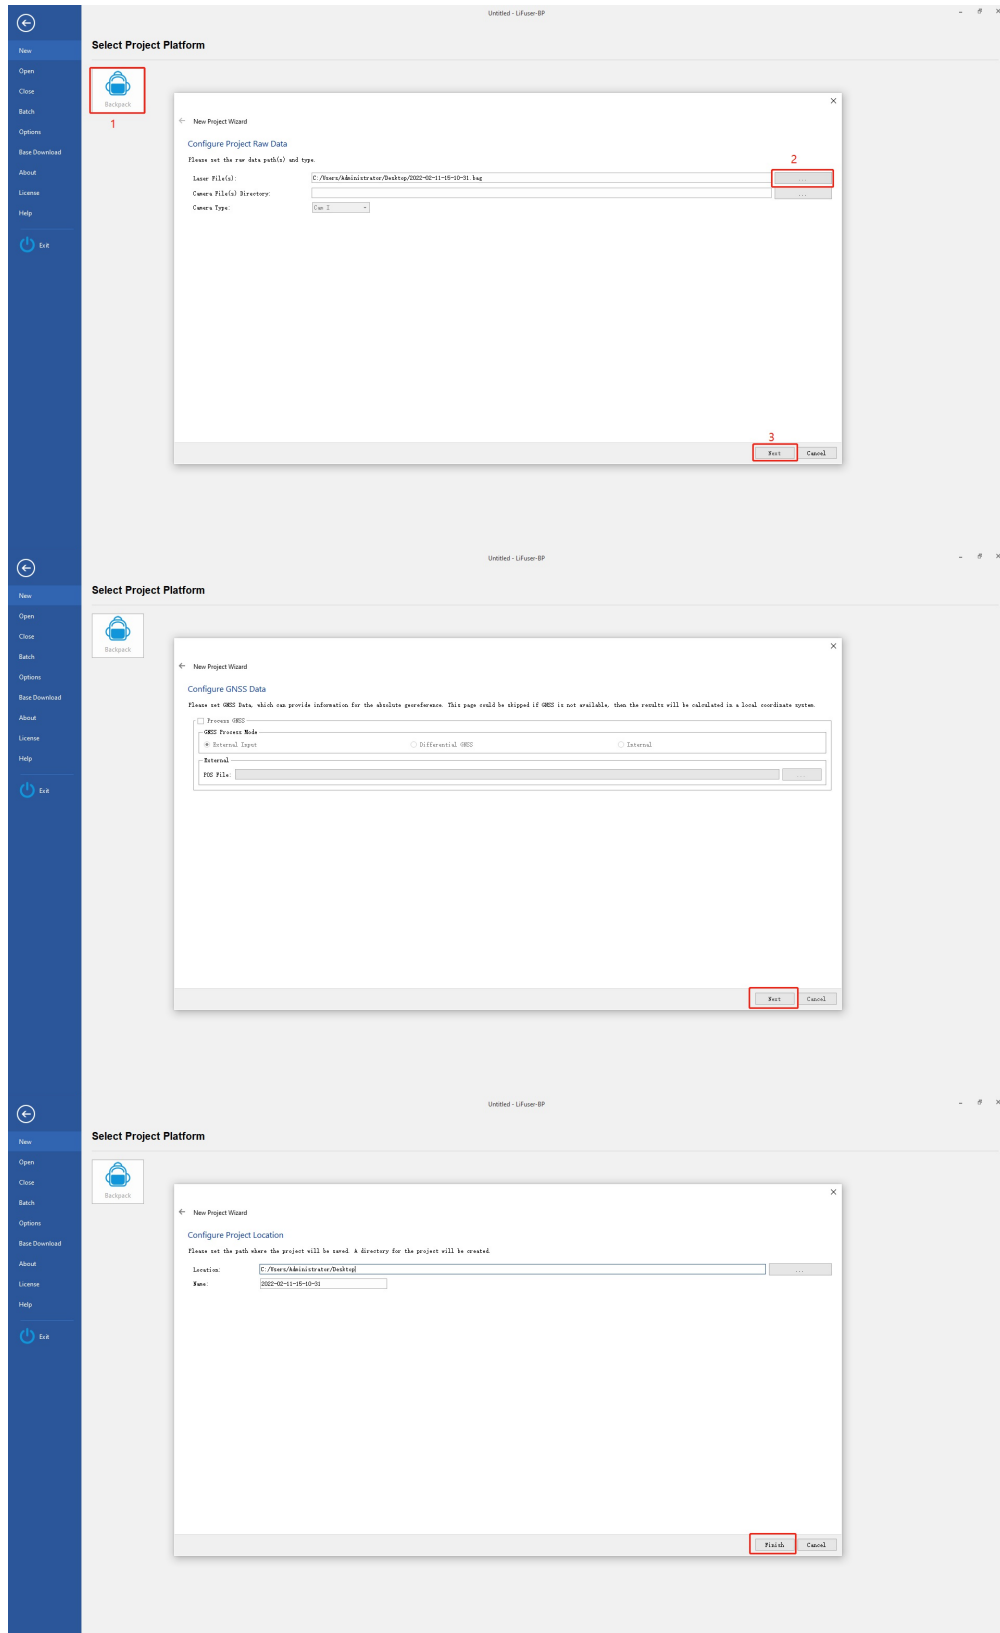 Untitled - LiFuser-BP
New
Select Project Platform
Open
Close
Backpack
1
Batch
New Project Wizard
Options
Configure Project Raw Data
Base Download
Please set the raw data path(s) and type.
2
About
Laser File(s): C:/Users/Administrator/Desktop/2022-02-11-15-10-31.bag ...
License
Camera File(s) Directory: ...
Camera Type:
Help
Exit
3
Next Cancel
Untitled - LiFuser-BP
New
Select Project Platform
Open
Close
Backpack
Batch
New Project Wizard
Options
Configure GNSS Data
Base Download
Please set GNSS Data, which can provide information for the absolute georeference. This page could be skipped if GNSS is not available, then the results will be calculated in a local coordinate system.
About
Process GNSS
License
GNSS Process Mode
External Input Differential GNSS Internal
Help
External
POS File: ...
Exit
Next Cancel
Untitled - LiFuser-BP
New
Select Project Platform
Open
Close
Backpack
Batch
New Project Wizard
Options
Configure Project Location
Base Download
Please set the path where the project will be saved. A directory for the project will be created.
About
Location: C:/Users/Administrator/Desktop ...
License
Name: 2022-02-11-15-10-31
Help
Exit
Finish Cancel